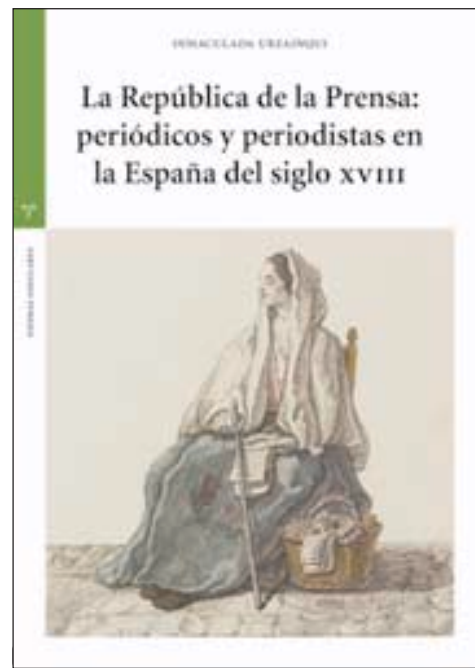 INMACULADA URZAINQUI
La República de la Prensa:
periódicos y periodistas en
la España del siglo XVIII